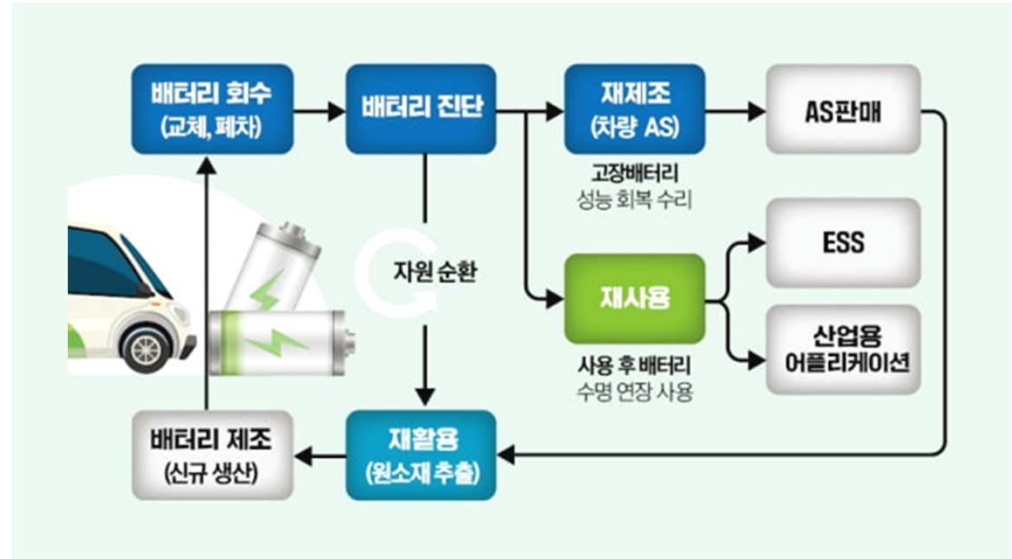 배터리 회수
(교체, 폐차)
배터리 진단
재제조
(차량 AS)
AS판매
고장배터리
성능 회복 수리
ESS
자원 순환
재사용
산업용
어플리케이션
사용 후 배터리
수명 연장 사용
배터리 제조
(신규 생산)
재활용
(원소재 추출)